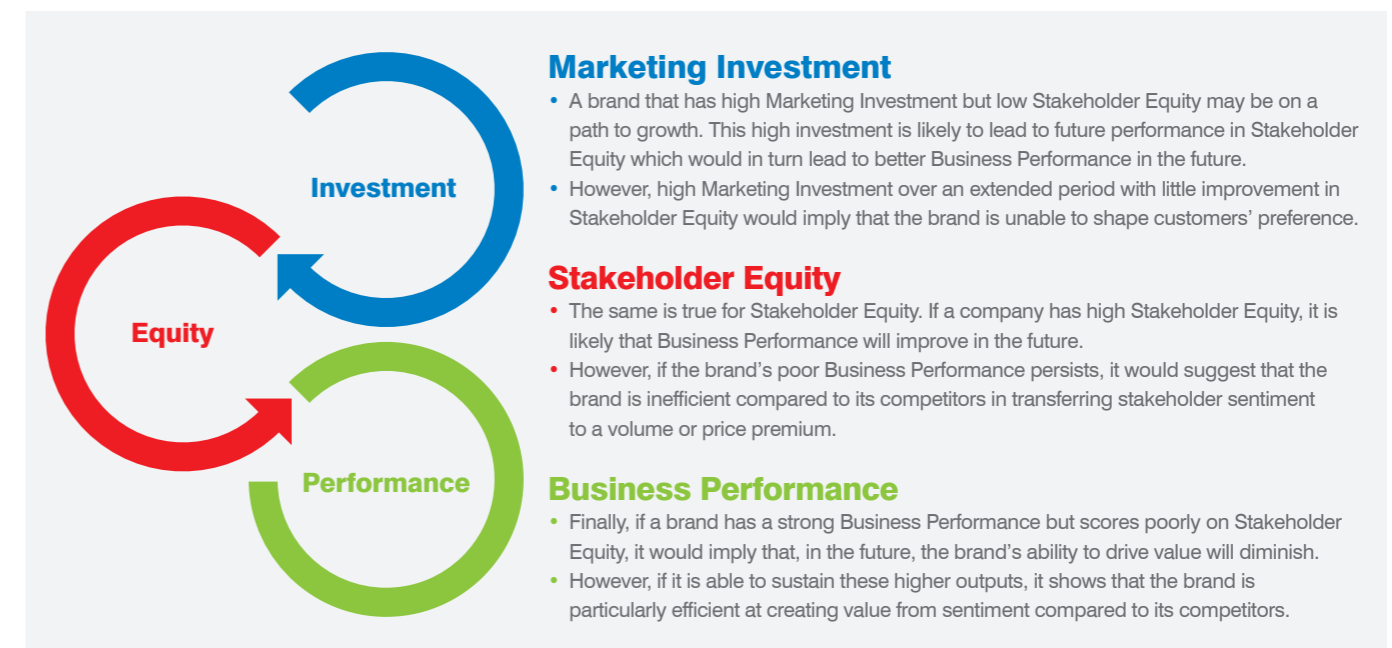 Investment
Equity
Performance
Marketing Investment
• A brand that has high Marketing Investment but low Stakeholder Equity may be on a
path to growth. This high investment is likely to lead to future performance in Stakeholder
Equity which would in turn lead to better Business Performance in the future.
• However, high Marketing Investment over an extended period with little improvement in
Stakeholder Equity would imply that the brand is unable to shape customers’ preference.
Stakeholder Equity
• The same is true for Stakeholder Equity. If a company has high Stakeholder Equity, it is
likely that Business Performance will improve in the future.
• However, if the brand’s poor Business Performance persists, it would suggest that the
brand is inefficient compared to its competitors in transferring stakeholder sentiment
to a volume or price premium.
Business Performance
• Finally, if a brand has a strong Business Performance but scores poorly on Stakeholder
Equity, it would imply that, in the future, the brand’s ability to drive value will diminish.
• However, if it is able to sustain these higher outputs, it shows that the brand is
particularly efficient at creating value from sentiment compared to its competitors.